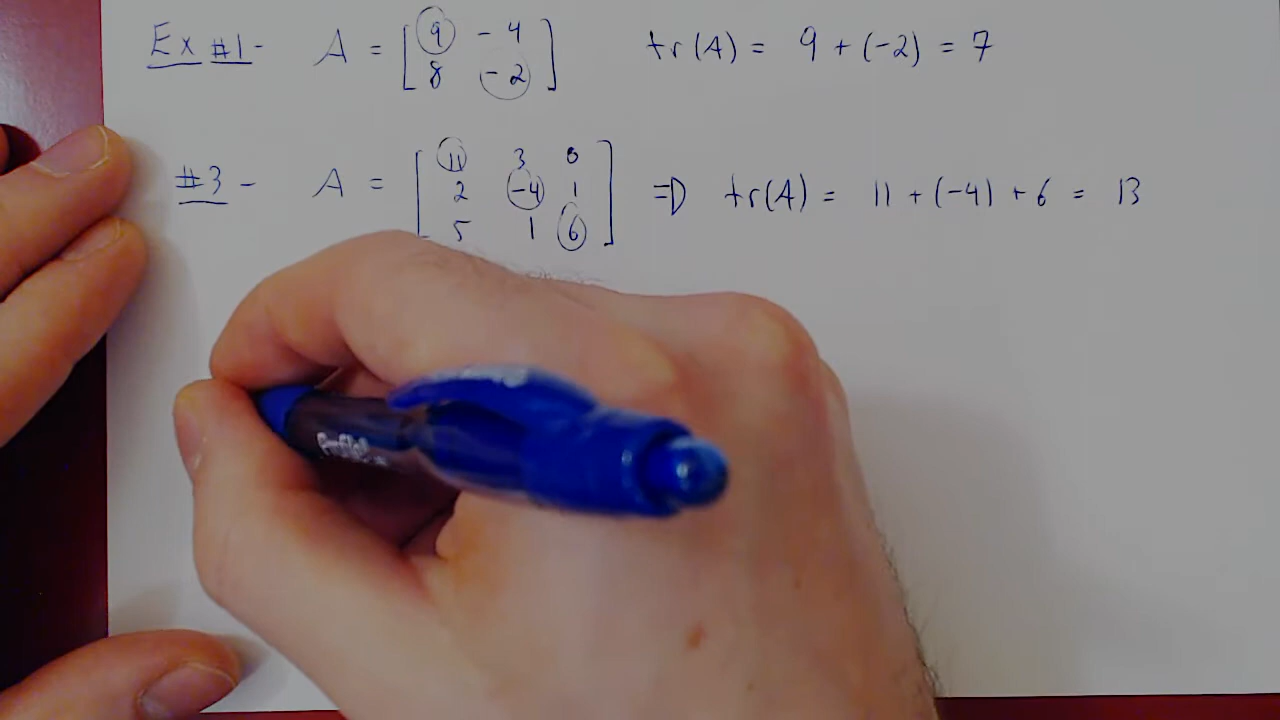 Ex #1- A = [ 9 -4 ] tr(A) = 9 + (-2) = 7
[ 8 -2 ]
[ 11 3 0 ]
#3 - A = [ 2 -4 1 ] => tr(A) = 11 + (-4) + 6 = 13
[ 5 1 6 ]